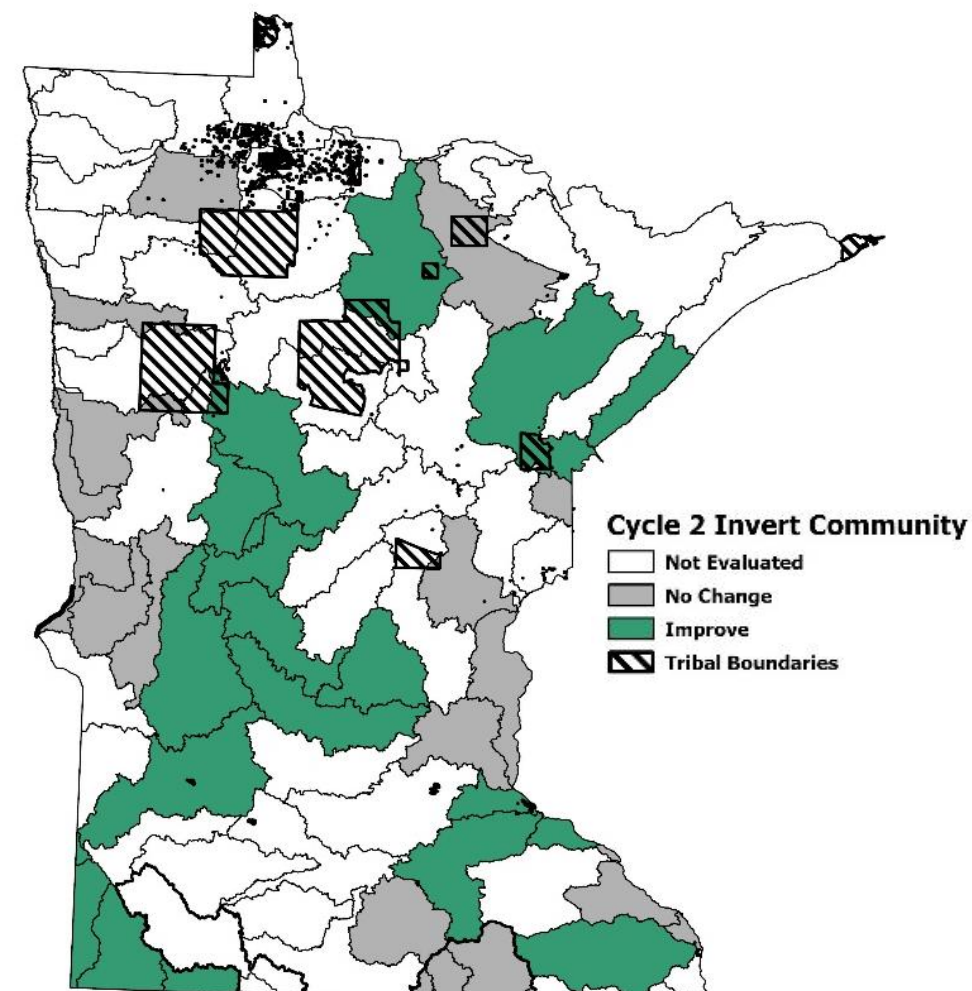 Cycle 2 Invert Community
Not Evaluated
No Change
Improve
Tribal Boundaries